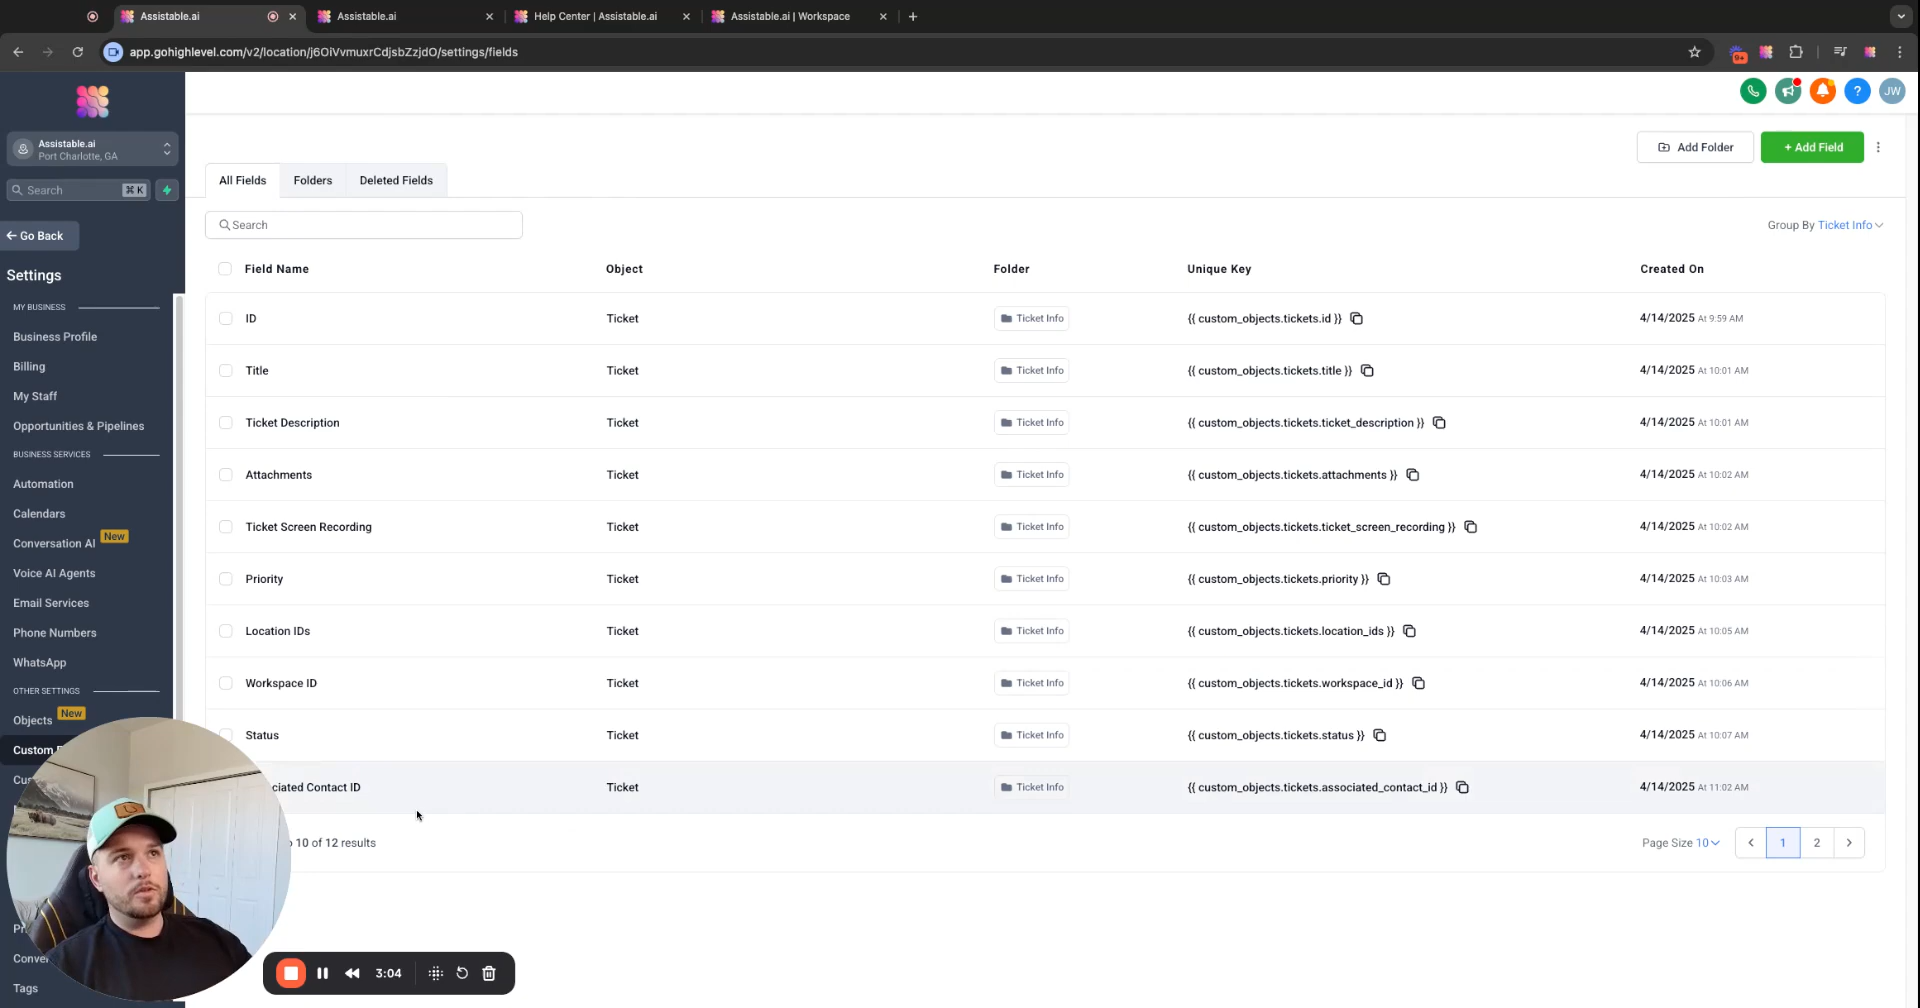 Assistable.ai
Assistable.ai
Help Center | Assistable.ai
Assistable.ai | Workspace
app.gohighlevel.com/v2/location/j6OiVvmuxrCdjsbZzjdO/settings/fields
9+
JW
Assistable.ai
Port Charlotte, GA
Search ⌘ K
Go Back
Settings
MY BUSINESS
Business Profile
Billing
My Staff
Opportunities & Pipelines
BUSINESS SERVICES
Automation
Calendars
Conversation AI New
Voice AI Agents
Email Services
Phone Numbers
WhatsApp
OTHER SETTINGS
Objects New
Custom
Conver
Tags
Add Folder
+ Add Field
All Fields Folders Deleted Fields
Search
Group By Ticket Info
Field Name Object Folder Unique Key Created On
ID Ticket Ticket Info {{ custom_objects.tickets.id }} 4/14/2025 At 9:59 AM
Title Ticket Ticket Info {{ custom_objects.tickets.title }} 4/14/2025 At 10:01 AM
Ticket Description Ticket Ticket Info {{ custom_objects.tickets.ticket_description }} 4/14/2025 At 10:01 AM
Attachments Ticket Ticket Info {{ custom_objects.tickets.attachments }} 4/14/2025 At 10:02 AM
Ticket Screen Recording Ticket Ticket Info {{ custom_objects.tickets.ticket_screen_recording }} 4/14/2025 At 10:02 AM
Priority Ticket Ticket Info {{ custom_objects.tickets.priority }} 4/14/2025 At 10:03 AM
Location IDs Ticket Ticket Info {{ custom_objects.tickets.location_ids }} 4/14/2025 At 10:05 AM
Workspace ID Ticket Ticket Info {{ custom_objects.tickets.workspace_id }} 4/14/2025 At 10:06 AM
Status Ticket Ticket Info {{ custom_objects.tickets.status }} 4/14/2025 At 10:07 AM
ciated Contact ID Ticket Ticket Info {{ custom_objects.tickets.associated_contact_id }} 4/14/2025 At 11:02 AM
10 of 12 results
Page Size 10
1 2
3:04